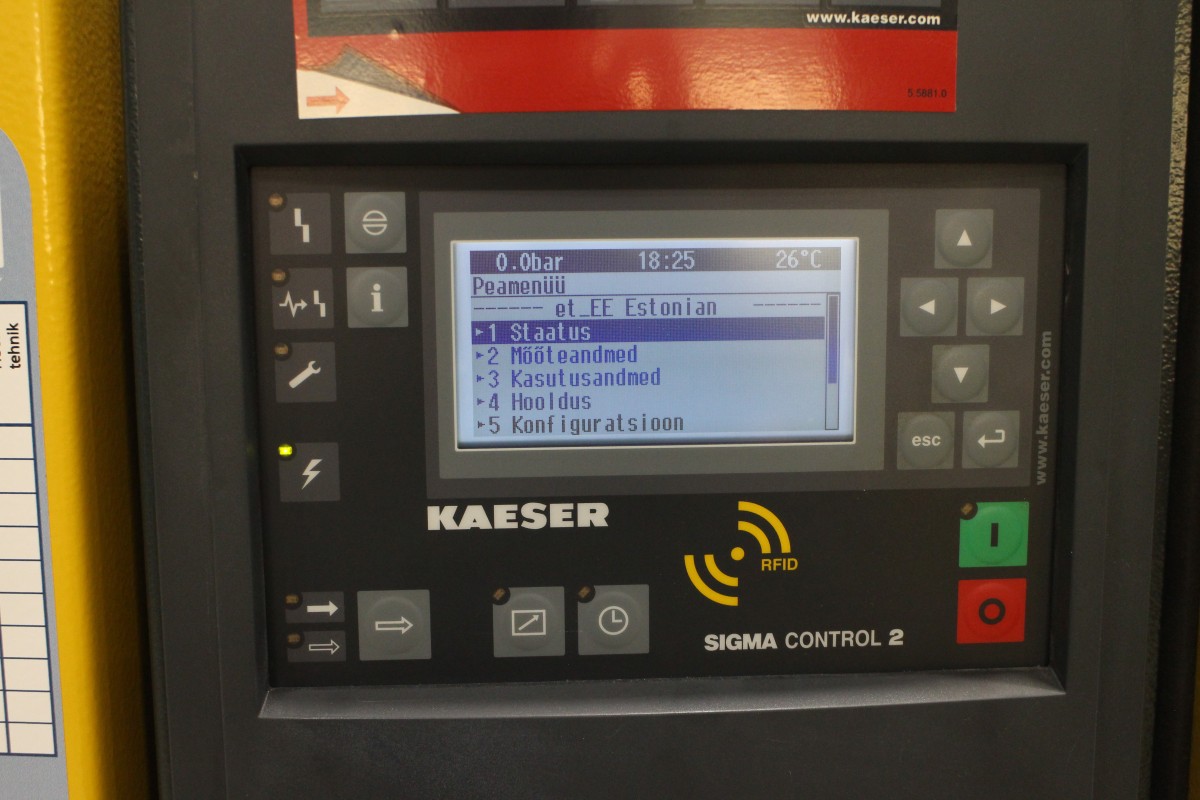 www.kaeser.com
5.5881.0
tehnik
0.0bar 18:25 26°C
Peamenüü
------ et_EE Estonian ------
▸1 Staatus
▸2 Mõõteandmed
▸3 Kasutusandmed
▸4 Hooldus
▸5 Konfiguratsioon
esc
www.kaeser.com
KAESER
RFID
SIGMA CONTROL 2